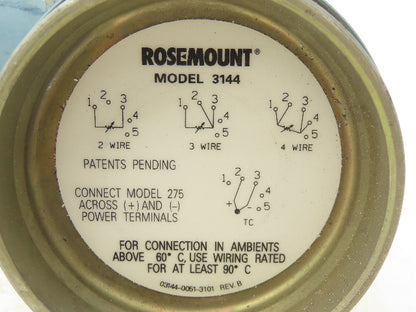 ROSEMOUNT®
MODEL 3144
1 2 3 4 5
2 WIRE
1 2 3 4 5
3 WIRE
1 2 3 4 5
4 WIRE
PATENTS PENDING
CONNECT MODEL 275
ACROSS (+) AND (-)
POWER TERMINALS
1 2 3 4 5
+ -
TC
FOR CONNECTION IN AMBIENTS
ABOVE 60° C, USE WIRING RATED
FOR AT LEAST 90° C
03144-0051-3101 REV. B